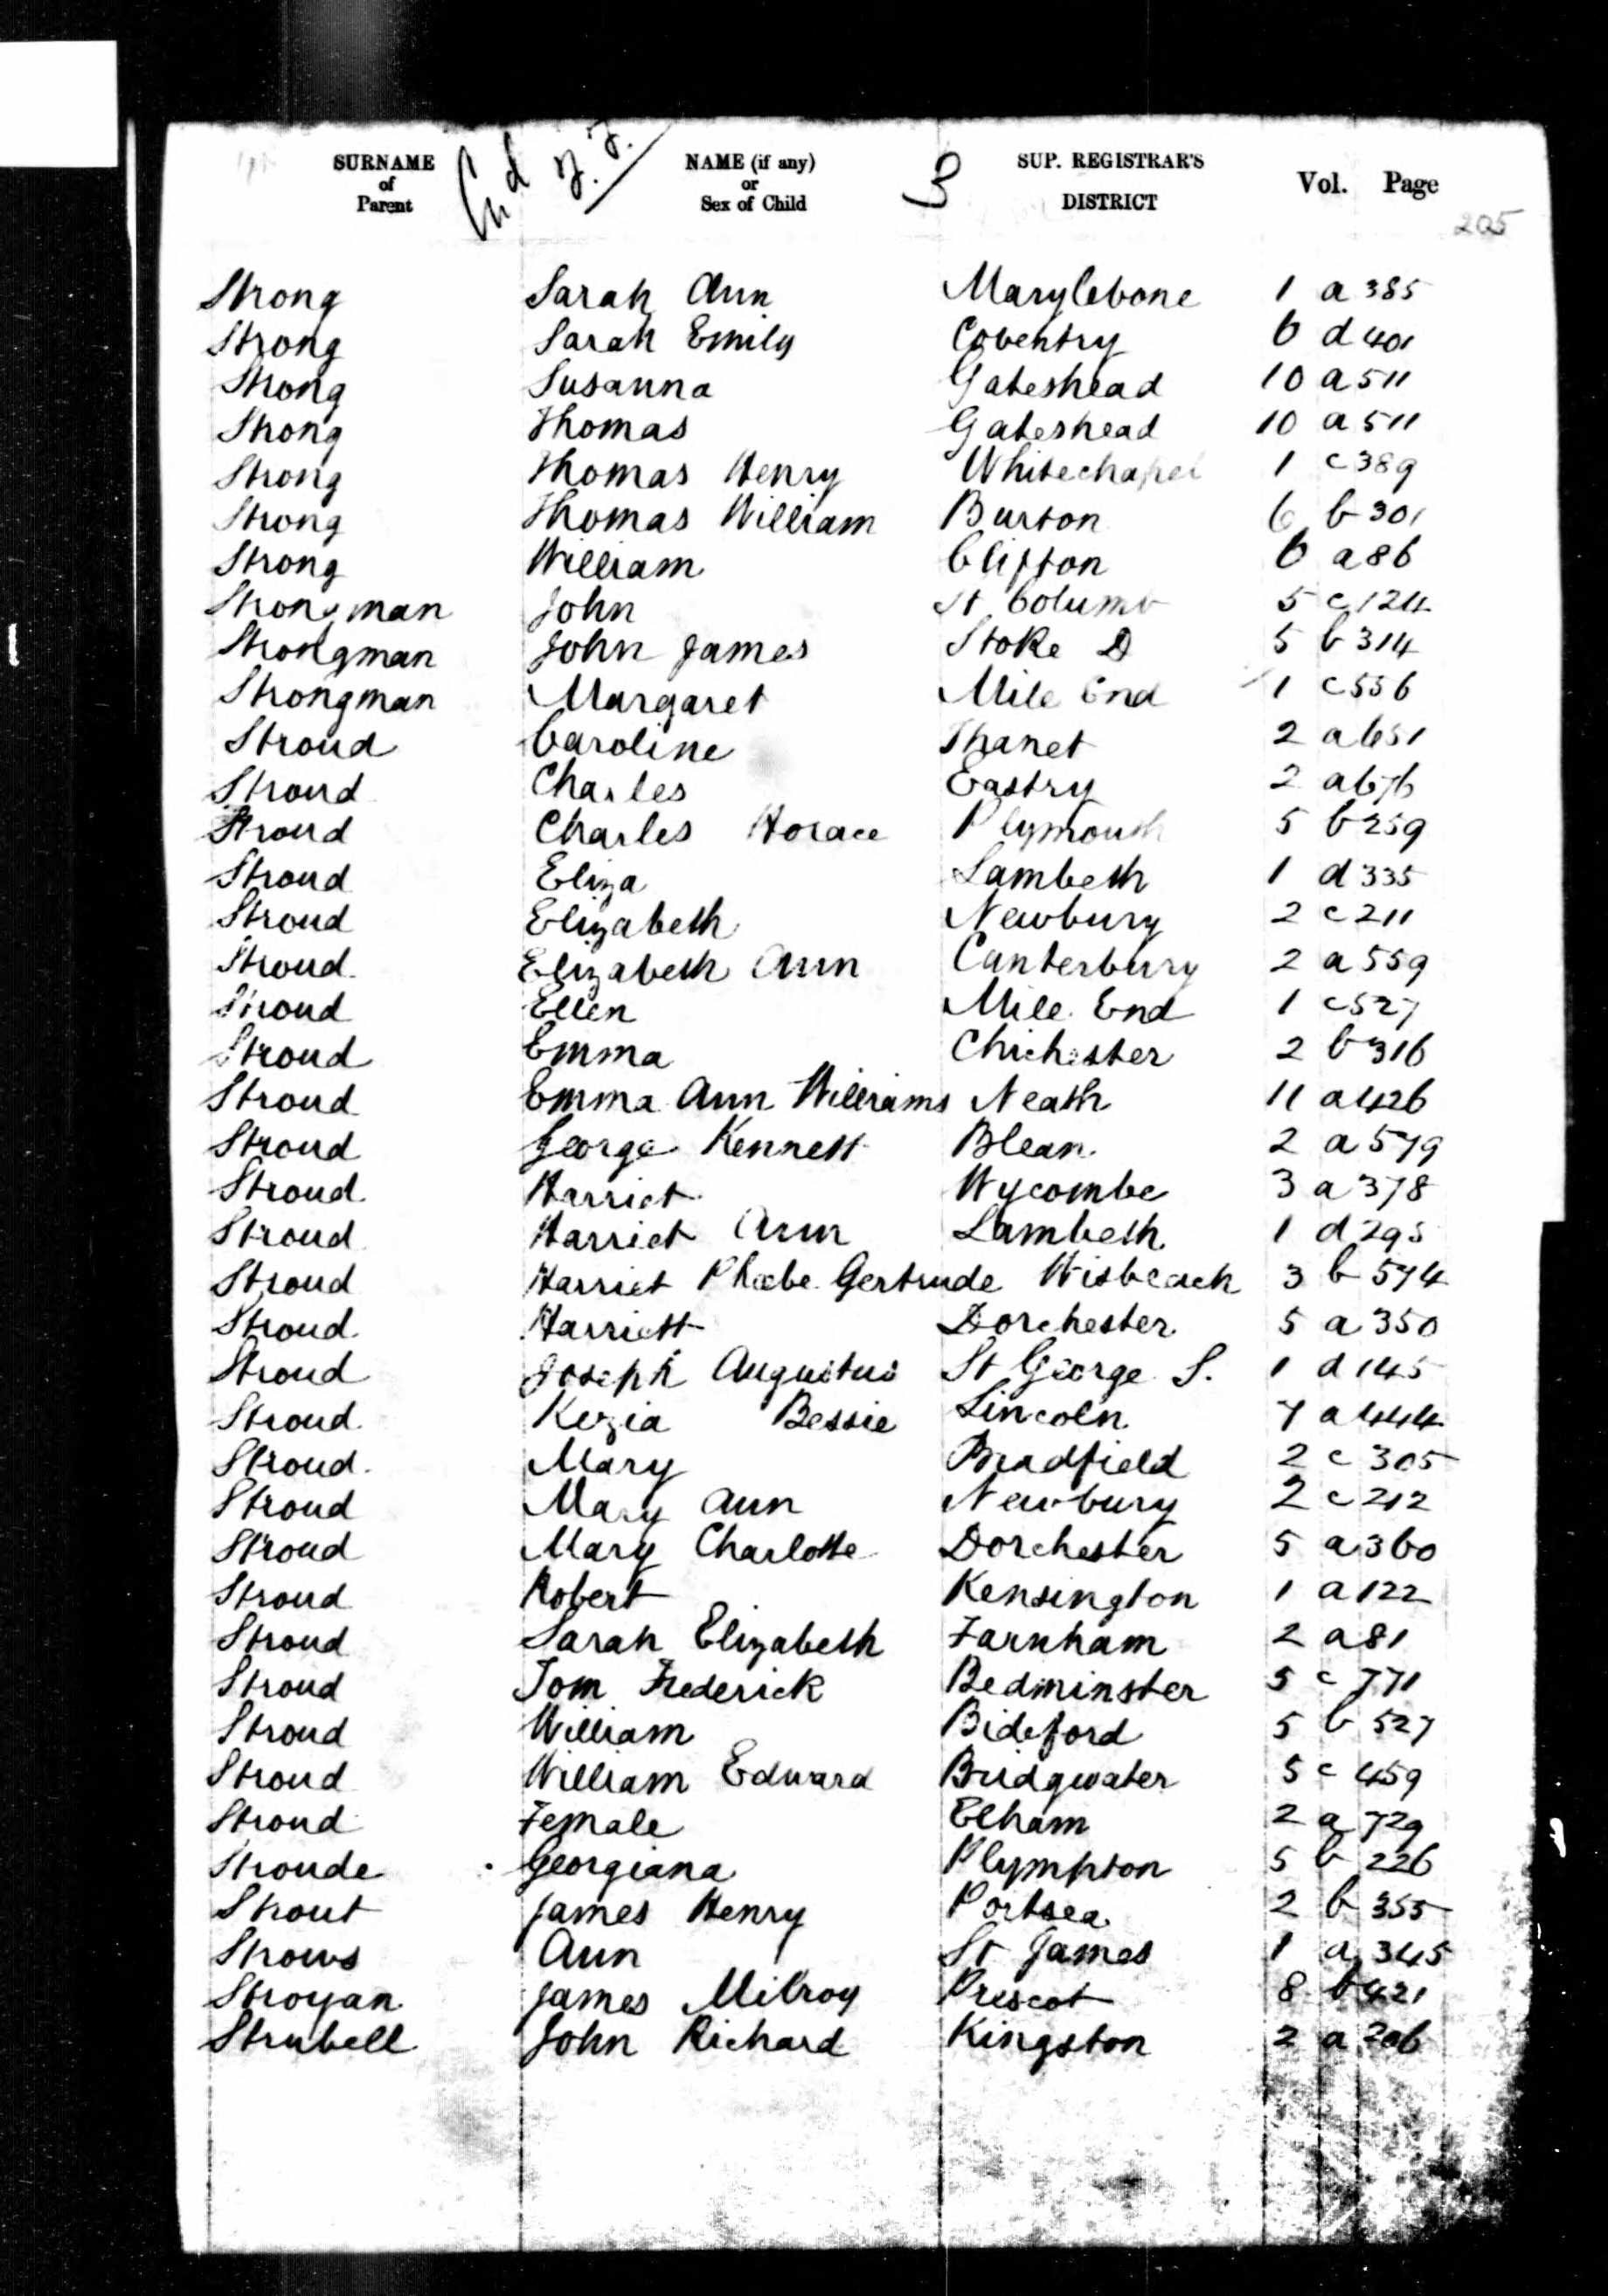 SURNAME of Parent NAME (if any) or Sex of Child 3 SUP. REGISTRAR'S DISTRICT Vol. Page
205
Strong Sarah Ann Marylebone 1 a 385
Strong Sarah Emily Coventry 6 d 401
Strong Susanna Gateshead 10 a 511
Strong Thomas Gateshead 10 a 511
Strong Thomas Henry Whitechapel 1 c 389
Strong Thomas William Burton 6 b 301
Strong William Clifton 6 a 86
Strongman John St Columb 5 c 124
Strongman John James Stoke D 5 b 314
Strongman Margaret Mile End 1 c 556
Stroud Caroline Thanet 2 a 651
Stroud Charles Eastry 2 a 676
Stroud Charles Horace Plymouth 5 b 259
Stroud Eliza Lambeth 1 d 335
Stroud Elizabeth Newbury 2 c 211
Stroud Elizabeth Ann Canterbury 2 a 559
Stroud Ellen Mile End 1 c 527
Stroud Emma Chichester 2 b 316
Stroud Emma Ann Williams Neath 11 a 426
Stroud George Kennett Blean 2 a 579
Stroud Harriet Wycombe 3 a 378
Stroud Harriet Ann Lambeth 1 d 295
Stroud Harriet Phœbe Gertrude Wisbeach 3 b 574
Stroud Harriett Dorchester 5 a 350
Stroud Joseph Augustus St George S. 1 d 145
Stroud Kezia Bessie Lincoln 7 a 444
Stroud Mary Bradfield 2 c 305
Stroud Mary Ann Newbury 2 c 212
Stroud Mary Charlotte Dorchester 5 a 360
Stroud Robert Kensington 1 a 122
Stroud Sarah Elizabeth Farnham 2 a 81
Stroud Tom Frederick Bedminster 5 c 771
Stroud William Bideford 5 b 527
Stroud William Edward Bridgwater 5 c 459
Stroud Female Elham 2 a 729
Stroude Georgiana Plympton 5 b 226
Strout James Henry Portsea 2 b 355
Strows Ann St James 1 a 345
Stroyan James Milroy Prescot 8 b 421
Strubell John Richard Kingston 2 a 206